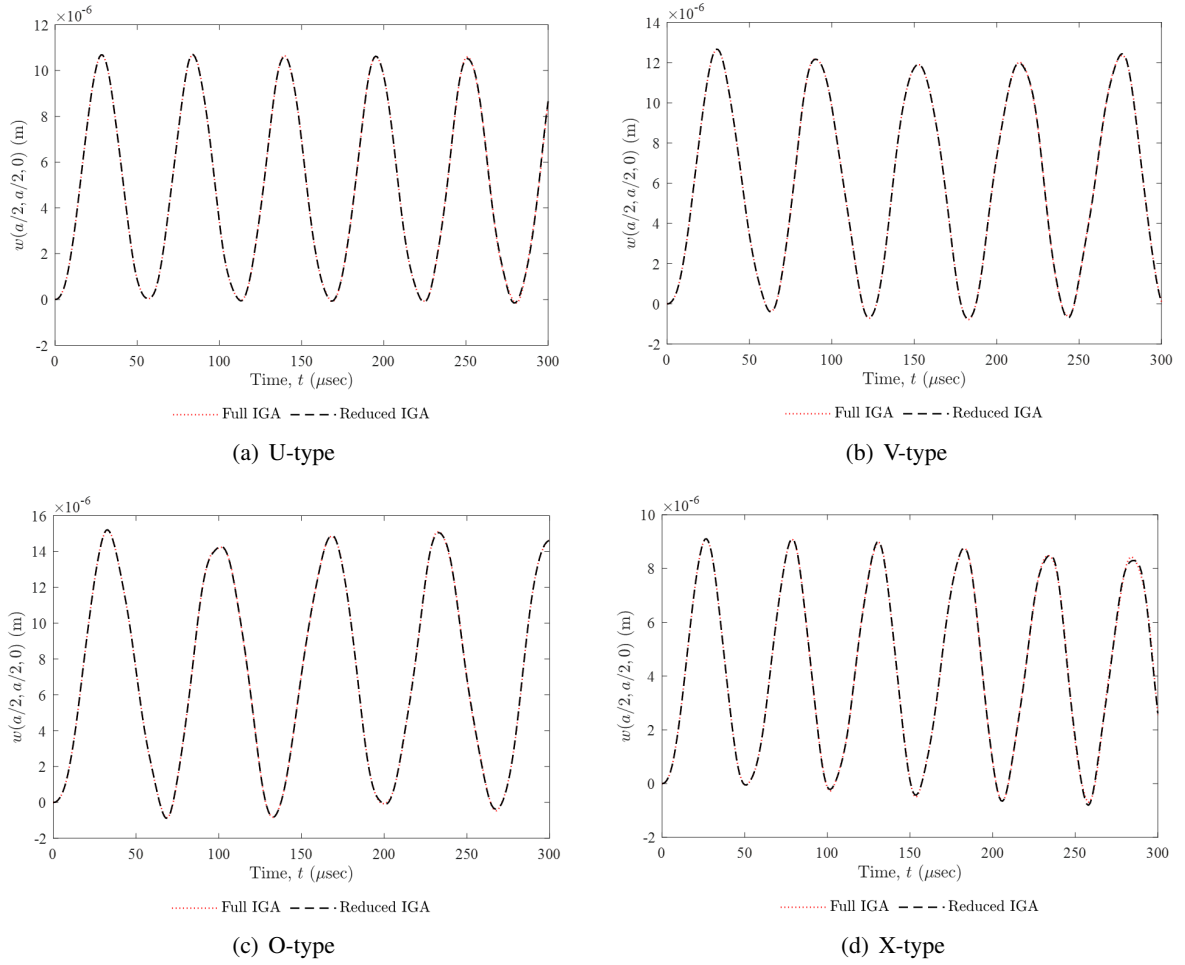 ×10⁻⁶
12
10
8
6
4
2
0
-2
w(a/2, a/2, 0) (m)
0 50 100 150 200 250 300
Time, t (μsec)
Full IGA Reduced IGA
(a) U-type
×10⁻⁶
14
12
10
8
6
4
2
0
-2
w(a/2, a/2, 0) (m)
0 50 100 150 200 250 300
Time, t (μsec)
Full IGA Reduced IGA
(b) V-type
×10⁻⁶
16
14
12
10
8
6
4
2
0
-2
w(a/2, a/2, 0) (m)
0 50 100 150 200 250 300
Time, t (μsec)
Full IGA Reduced IGA
(c) O-type
×10⁻⁶
10
8
6
4
2
0
-2
w(a/2, a/2, 0) (m)
0 50 100 150 200 250 300
Time, t (μsec)
Full IGA Reduced IGA
(d) X-type